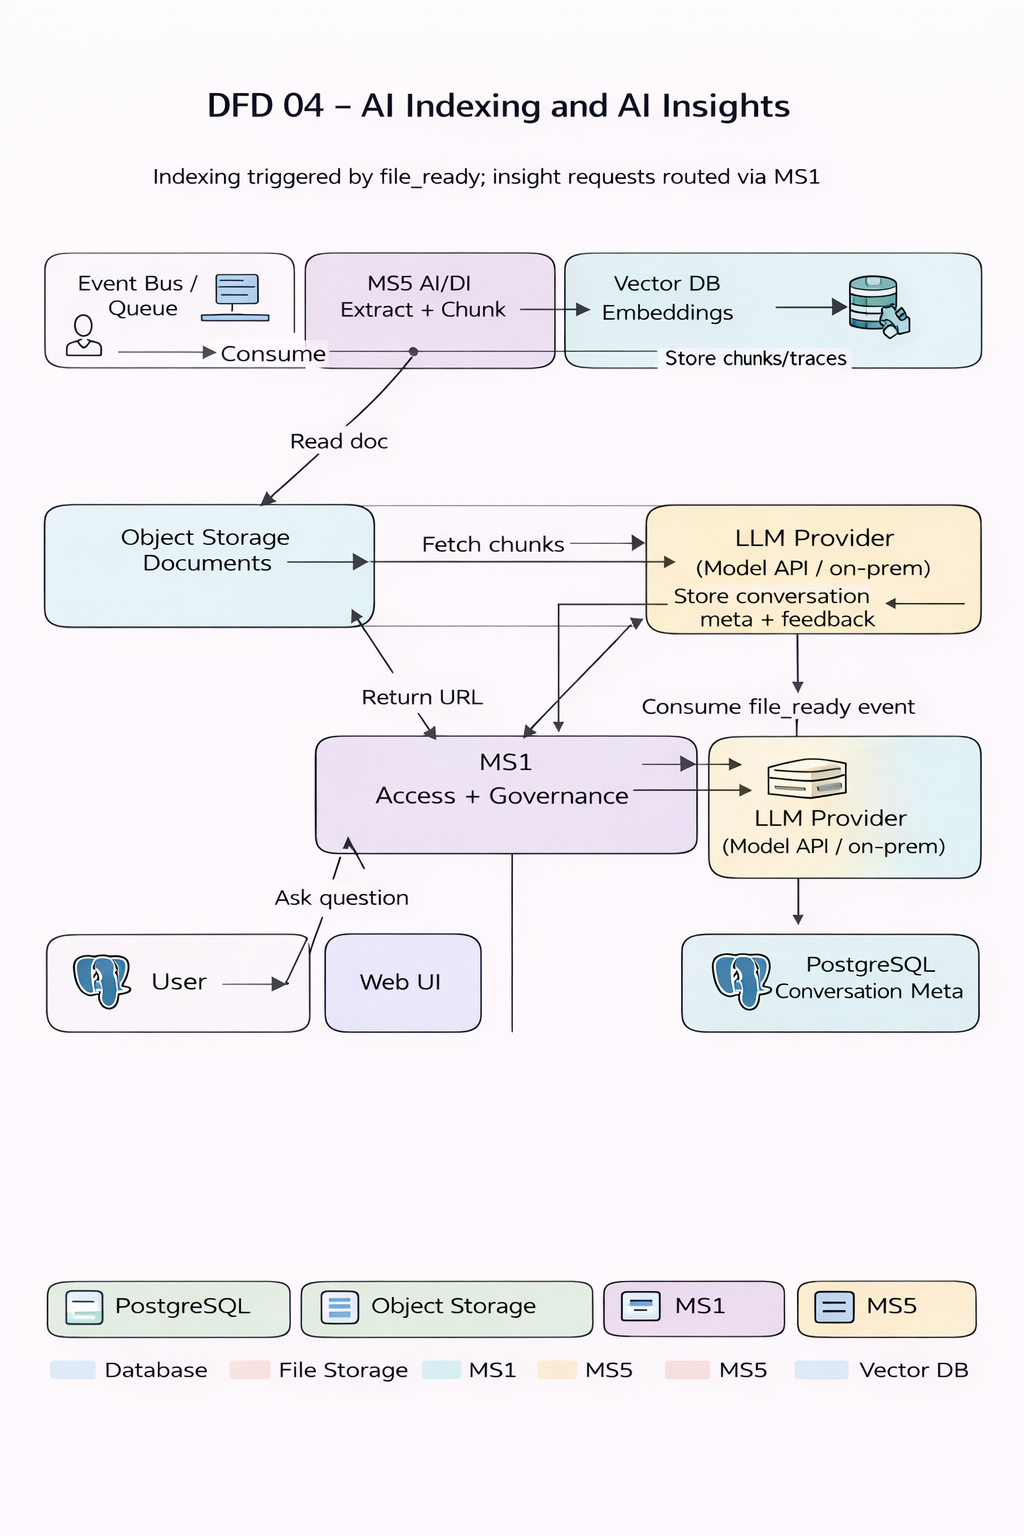 DFD 04 – AI Indexing and AI Insights
Indexing triggered by file_ready; insight requests routed via MS1
Event Bus /
Queue
Consume
MS5 AI/DI
Extract + Chunk
Vector DB
Embeddings
Store chunks/traces
Read doc
Object Storage
Documents
Fetch chunks
LLM Provider
(Model API / on-prem)
Store conversation
meta + feedback
Return URL
Consume file_ready event
MS1
Access + Governance
LLM Provider
(Model API / on-prem)
Ask question
User
Web UI
PostgreSQL
Conversation Meta
PostgreSQL
Object Storage
MS1
MS5
Database
File Storage
MS1
MS5
MS5
Vector DB